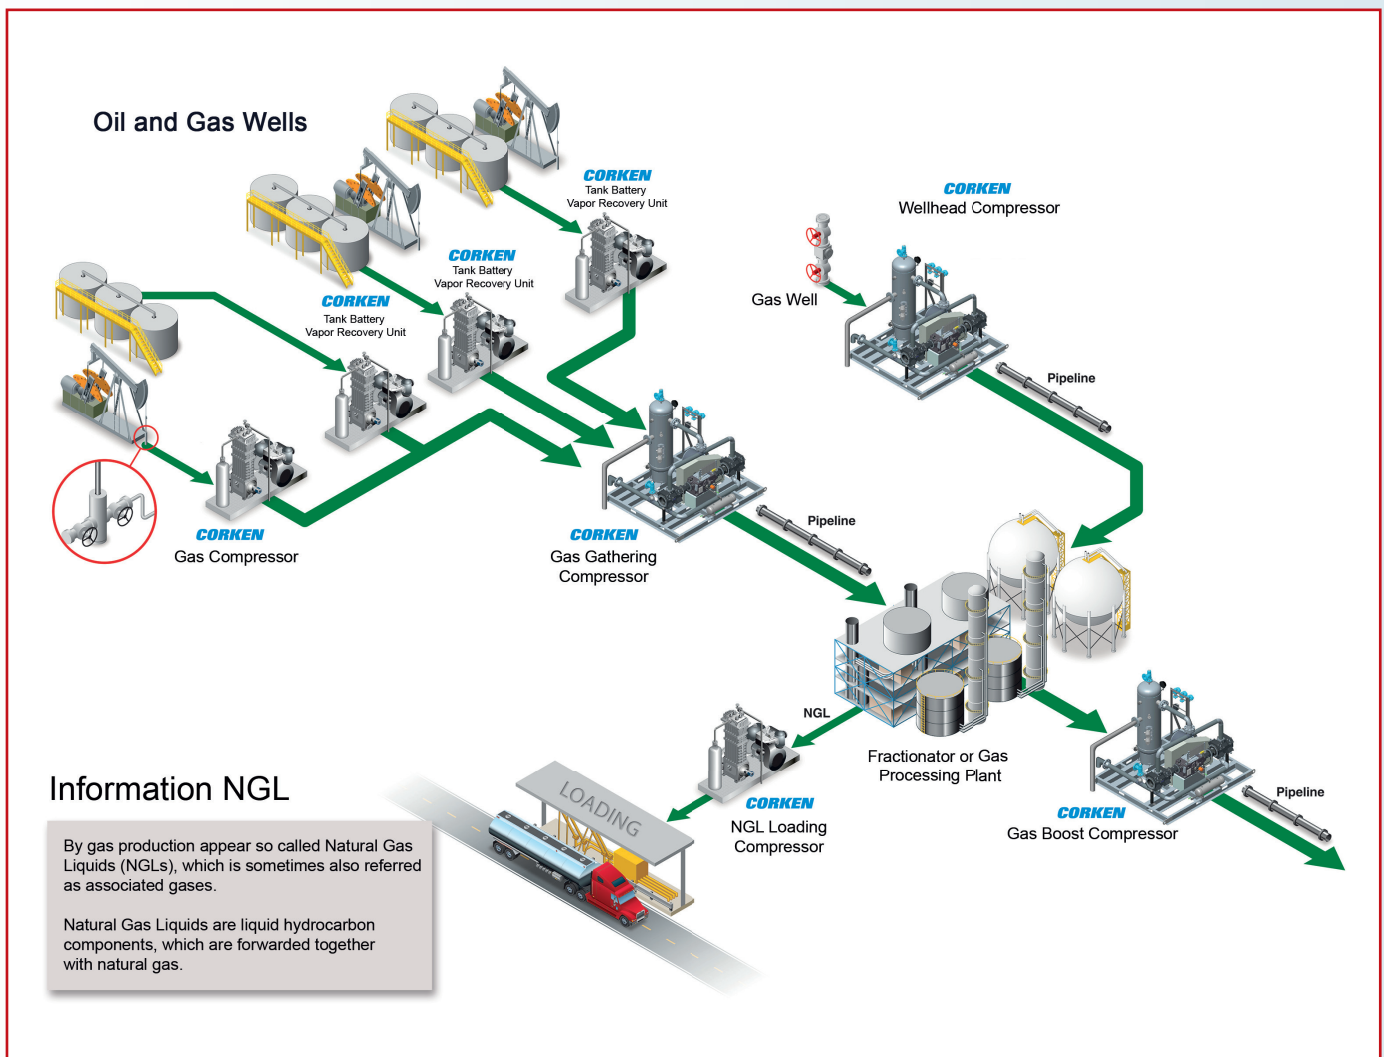 Oil and Gas Wells
CORKEN
Tank Battery
Vapor Recovery Unit
CORKEN
Tank Battery
Vapor Recovery Unit
CORKEN
Tank Battery
Vapor Recovery Unit
CORKEN
Wellhead Compressor
Gas Well
Pipeline
CORKEN
Gas Compressor
CORKEN
Gas Gathering
Compressor
Pipeline
NGL
Fractionator or Gas
Processing Plant
CORKEN
NGL Loading
Compressor
CORKEN
Gas Boost Compressor
Pipeline
LOADING
Information NGL
By gas production appear so called Natural Gas
Liquids (NGLs), which is sometimes also referred
as associated gases.
Natural Gas Liquids are liquid hydrocarbon
components, which are forwarded together
with natural gas.